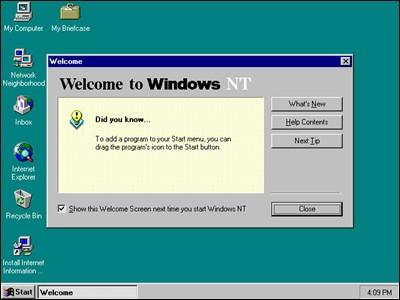 My Computer
My Briefcase
Network
Neighborhood
Inbox
Internet
Explorer
Recycle Bin
Install Internet
Information ...
Welcome
Welcome to Windows NT
Did you know...
To add a program to your Start menu, you can
drag the program's icon to the Start button.
What's New
Help Contents
Next Tip
Show this Welcome Screen next time you start Windows NT
Close
Start
Welcome
4:09 PM